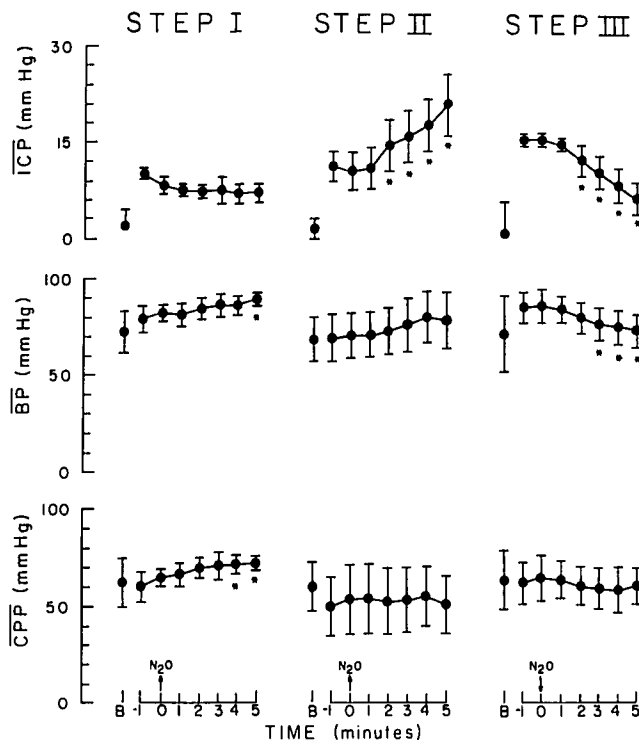 STEP I STEP II STEP III
30
15
0
ICP (mm Hg)
* * * *
* * * *
100
50
0
BP (mm Hg)
*
* * *
100
50
0
CPP (mm Hg)
* *
N₂O N₂O N₂O
B -1 0 1 2 3 4 5 B -1 0 1 2 3 4 5 B -1 0 1 2 3 4 5
TIME (minutes)